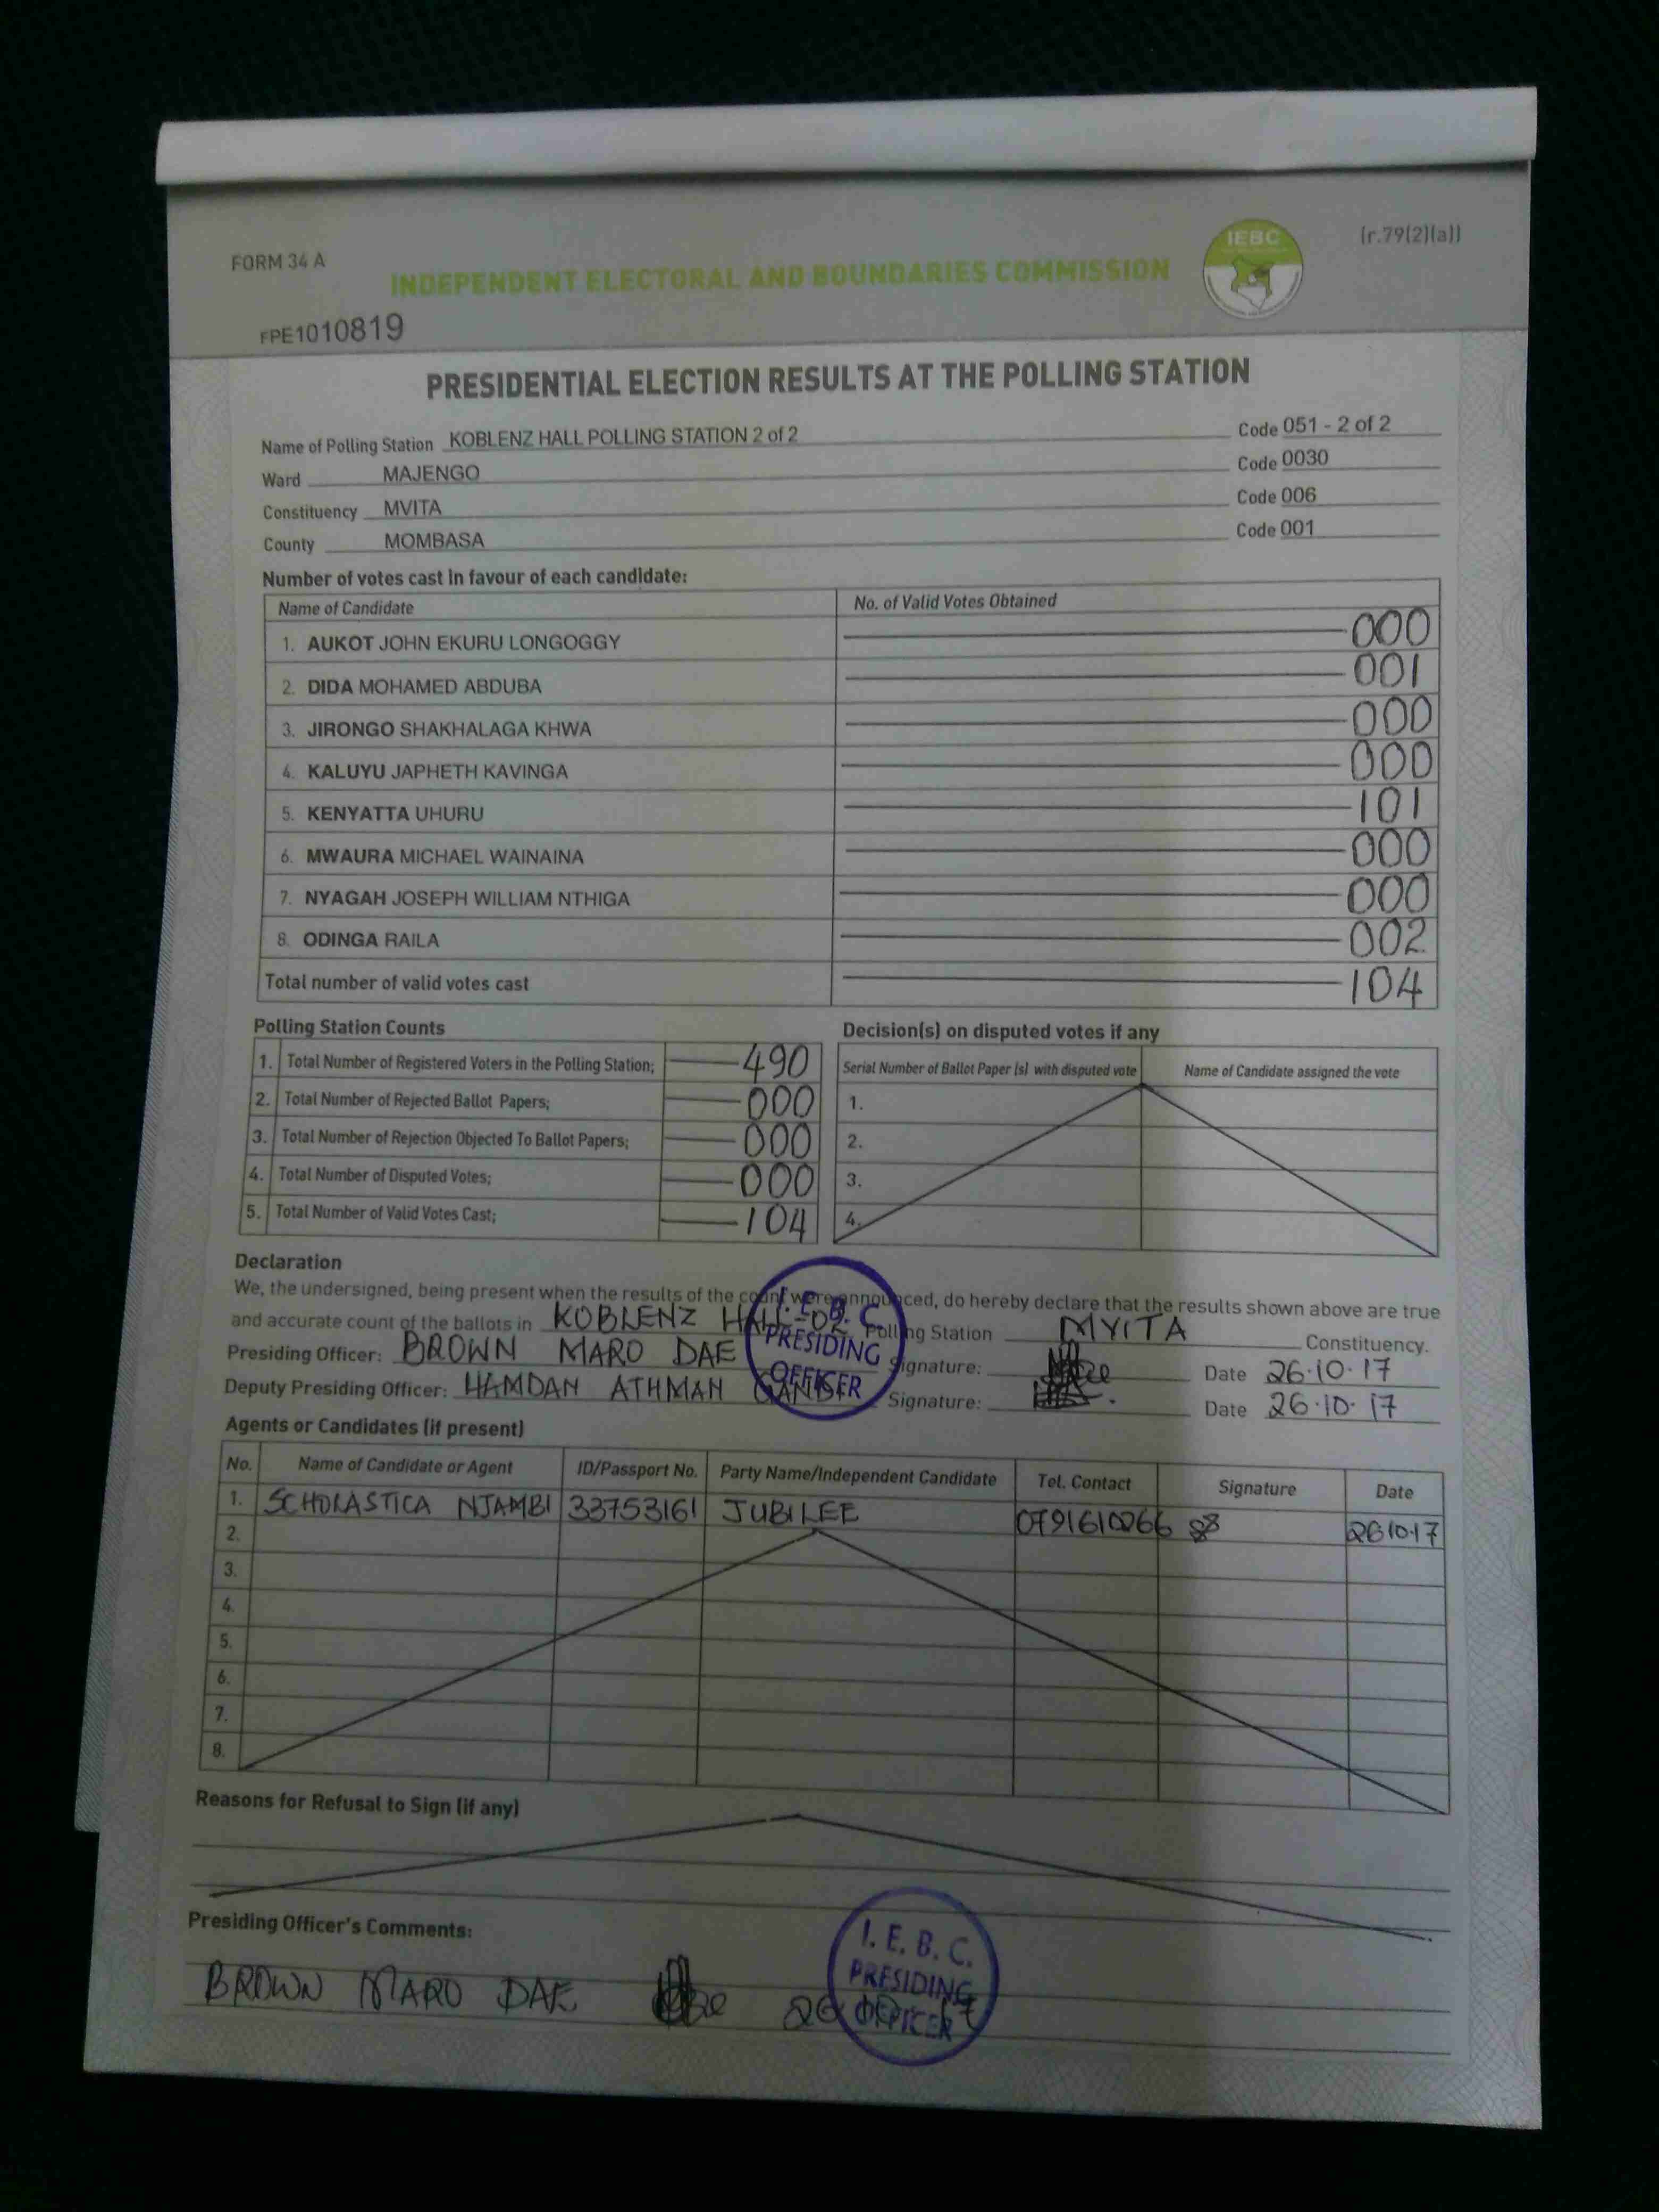 FORM 34 A
INDEPENDENT ELECTORAL AND BOUNDARIES COMMISSION
IEBC
(r.79(2)(a))
FPE1010819
PRESIDENTIAL ELECTION RESULTS AT THE POLLING STATION
Name of Polling Station KOBLENZ HALL POLLING STATION 2 of 2 Code 051 - 2 of 2
Ward MAJENGO Code 0030
Constituency MVITA Code 006
County MOMBASA Code 001
Number of votes cast in favour of each candidate:
Name of Candidate No. of Valid Votes Obtained
1. AUKOT JOHN EKURU LONGOGGY 000
2. DIDA MOHAMED ABDUBA 001
3. JIRONGO SHAKHALAGA KHWA 000
4. KALUYU JAPHETH KAVINGA 000
5. KENYATTA UHURU 101
6. MWAURA MICHAEL WAINAINA 000
7. NYAGAH JOSEPH WILLIAM NTHIGA 000
8. ODINGA RAILA 002
Total number of valid votes cast 104
Polling Station Counts
1. Total Number of Registered Voters in the Polling Station; 490
2. Total Number of Rejected Ballot Papers; 000
3. Total Number of Rejection Objected To Ballot Papers; 000
4. Total Number of Disputed Votes; 000
5. Total Number of Valid Votes Cast; 104
Decision(s) on disputed votes if any
Serial Number of Ballot Paper (s) with disputed vote Name of Candidate assigned the vote
1.
2.
3.
4.
Declaration
We, the undersigned, being present when the results of the count were announced, do hereby declare that the results shown above are true
and accurate count of the ballots in KOBLENZ HALL-02 Polling Station MVITA Constituency.
Presiding Officer: BROWN MARO DAE Signature: Date 26.10.17
Deputy Presiding Officer: HAMDAN ATHMAN Signature: Date 26.10.17
I. E. B. C.
PRESIDING
OFFICER
Agents or Candidates (if present)
No. Name of Candidate or Agent ID/Passport No. Party Name/Independent Candidate Tel. Contact Signature Date
1. SCHOLASTICA NJAMBI 33753161 JUBILEE 0791610266 26.10.17
2.
3.
4.
5.
6.
7.
8.
Reasons for Refusal to Sign (if any)
Presiding Officer's Comments:
BROWN MARO DAE
I. E. B. C.
PRESIDING
OFFICER